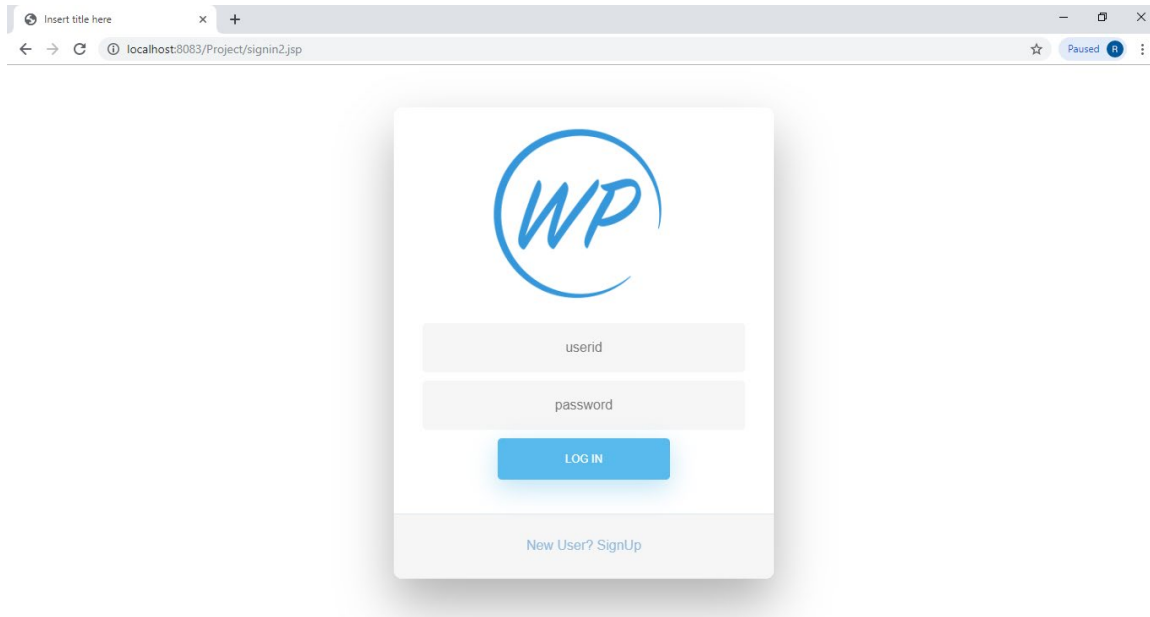 Insert title here
localhost:8083/Project/signin2.jsp
Paused R
WP
userid
password
LOG IN
New User? SignUp